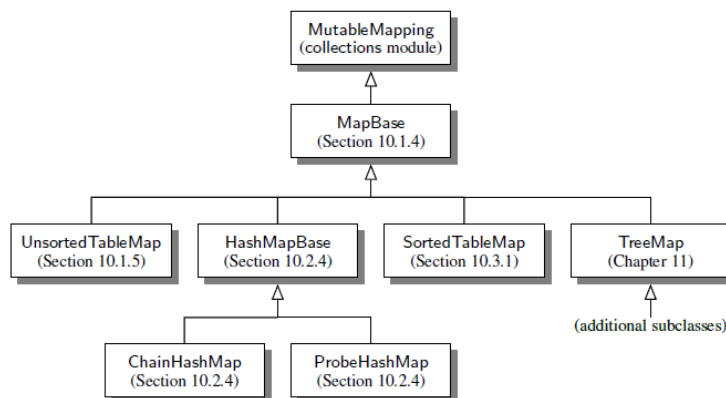 MutableMapping
(collections module)
MapBase
(Section 10.1.4)
UnsortedTableMap
(Section 10.1.5)
HashMapBase
(Section 10.2.4)
SortedTableMap
(Section 10.3.1)
TreeMap
(Chapter 11)
(additional subclasses)
ChainHashMap
(Section 10.2.4)
ProbeHashMap
(Section 10.2.4)